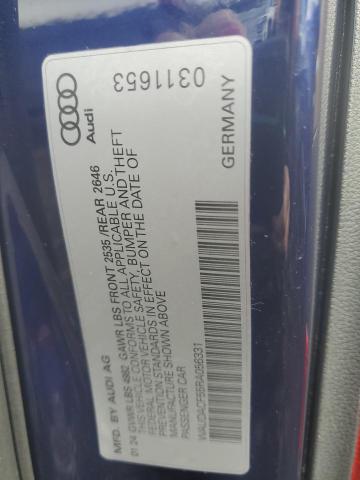 Audi
0311653
MFD. BY AUDI AG
GERMANY
01 24 GVWR LBS 4982 GAWR LBS FRONT 2535 /REAR 2646
THIS VEHICLE CONFORMS TO ALL APPLICABLE U.S.
FEDERAL MOTOR VEHICLE SAFETY, BUMPER AND THEFT
PREVENTION STANDARDS IN EFFECT ON THE DATE OF
MANUFACTURE SHOWN ABOVE
PASSENGER CAR
WAUDACF55RA056331